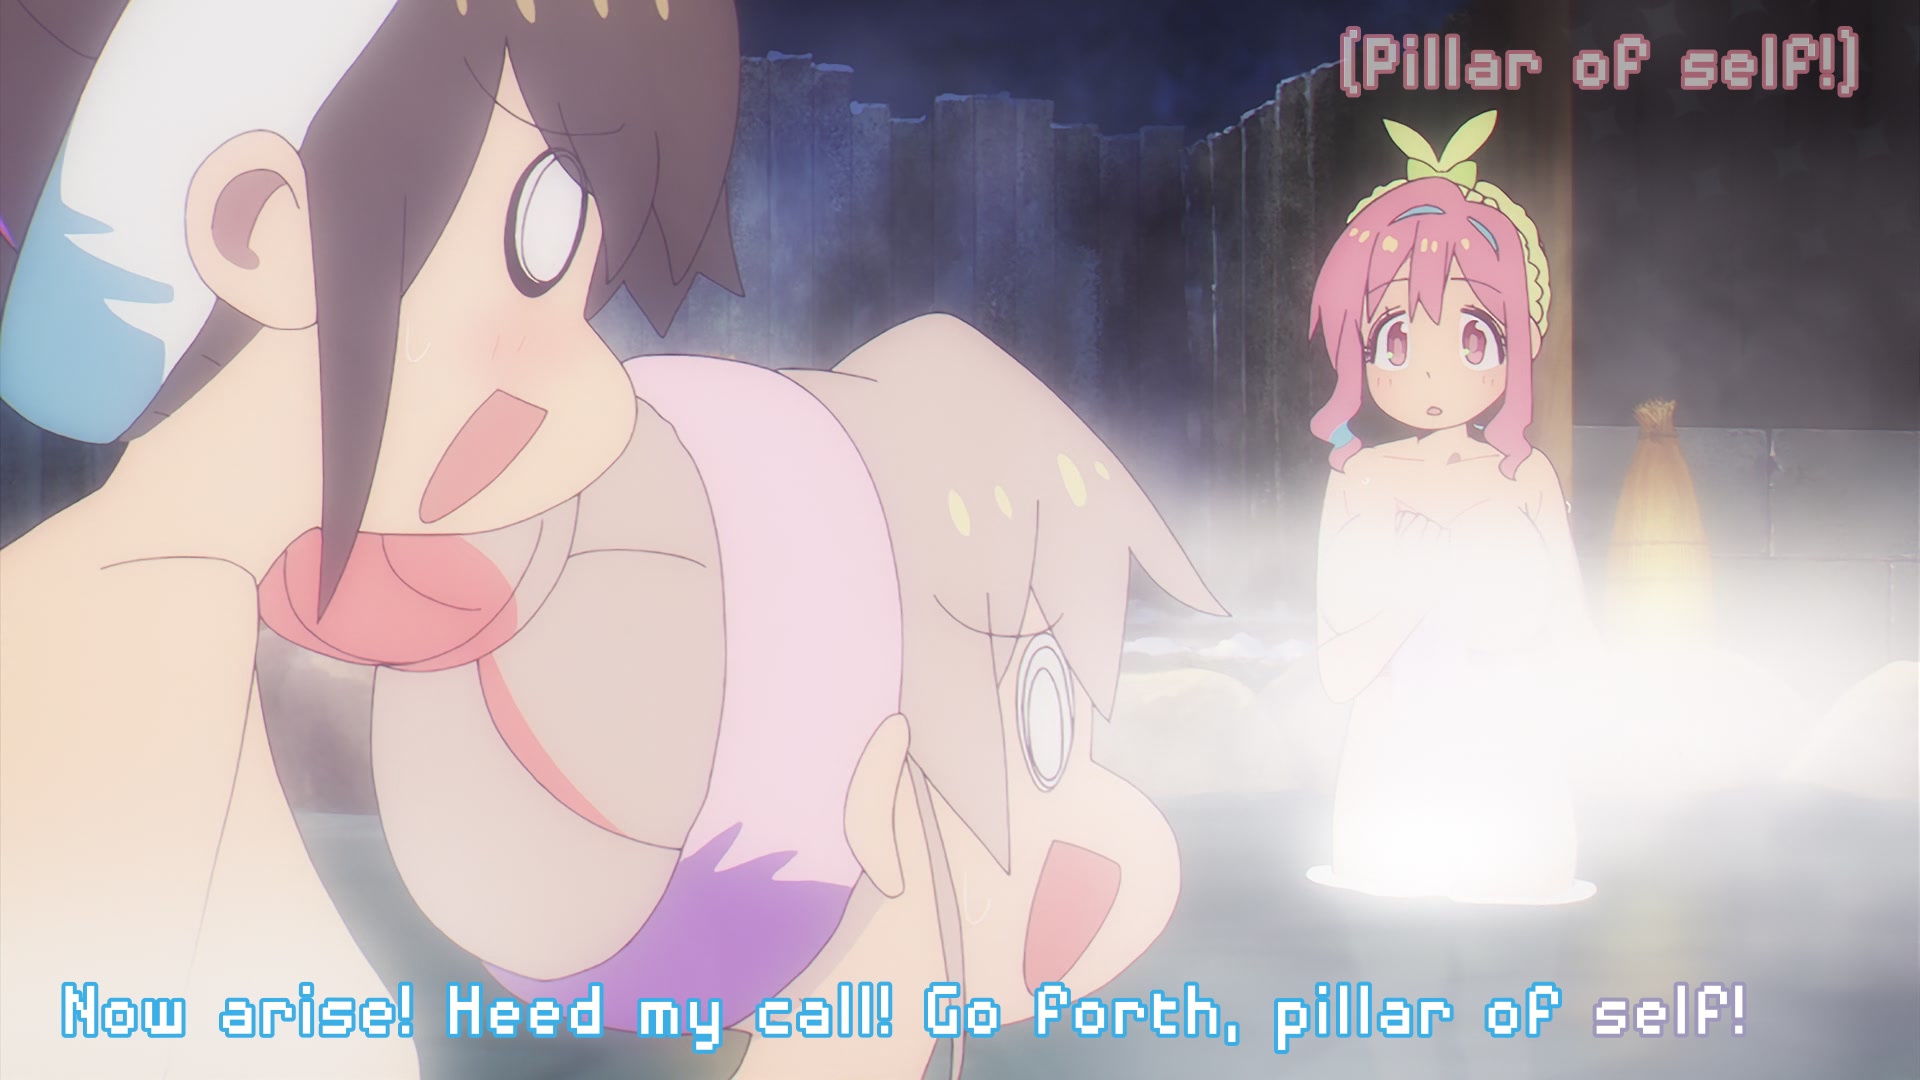 (Pillar of self!)
Now arise! Heed my call! Go forth, pillar of self!